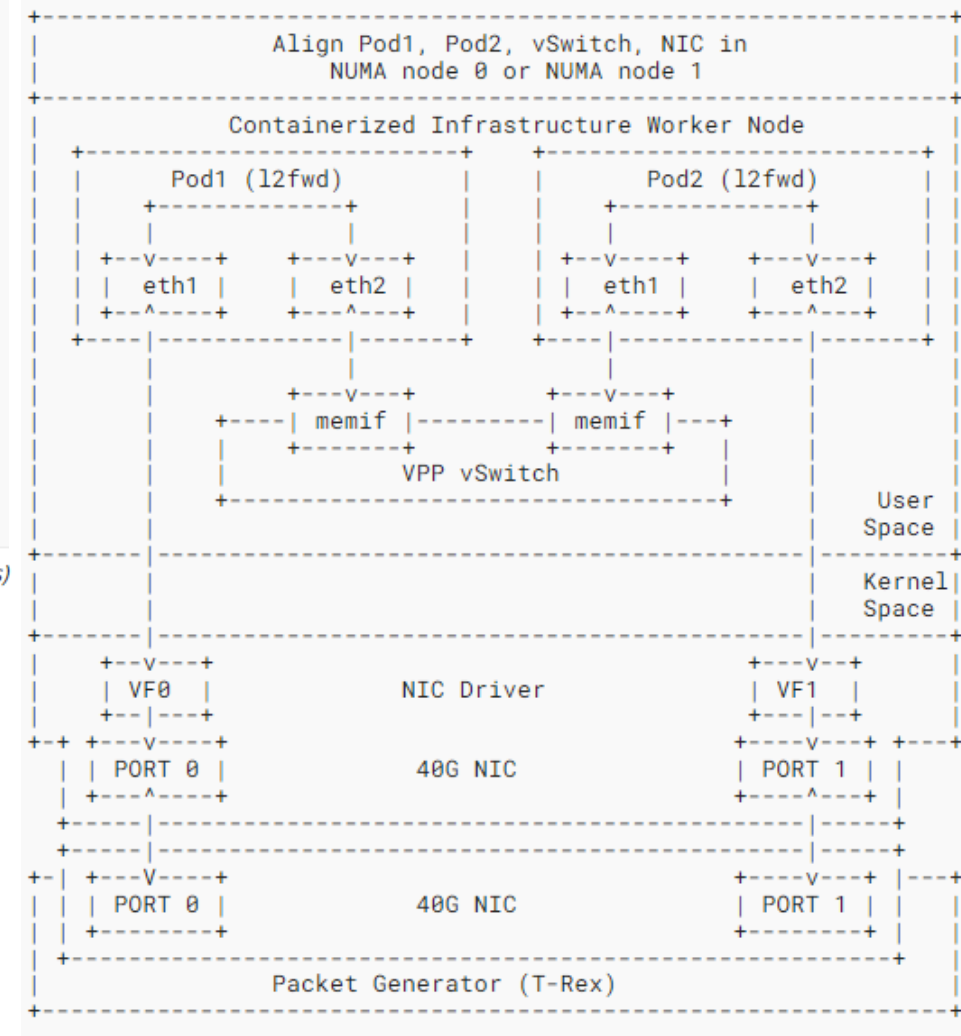 Align Pod1, Pod2, vSwitch, NIC in
NUMA node 0 or NUMA node 1
Containerized Infrastructure Worker Node
Pod1 (l2fwd) Pod2 (l2fwd)
eth1 eth2 eth1 eth2
memif memif
VPP vSwitch
User
Space
s)
Kernel
Space
VF0 NIC Driver VF1
PORT 0 40G NIC PORT 1
PORT 0 40G NIC PORT 1
Packet Generator (T-Rex)